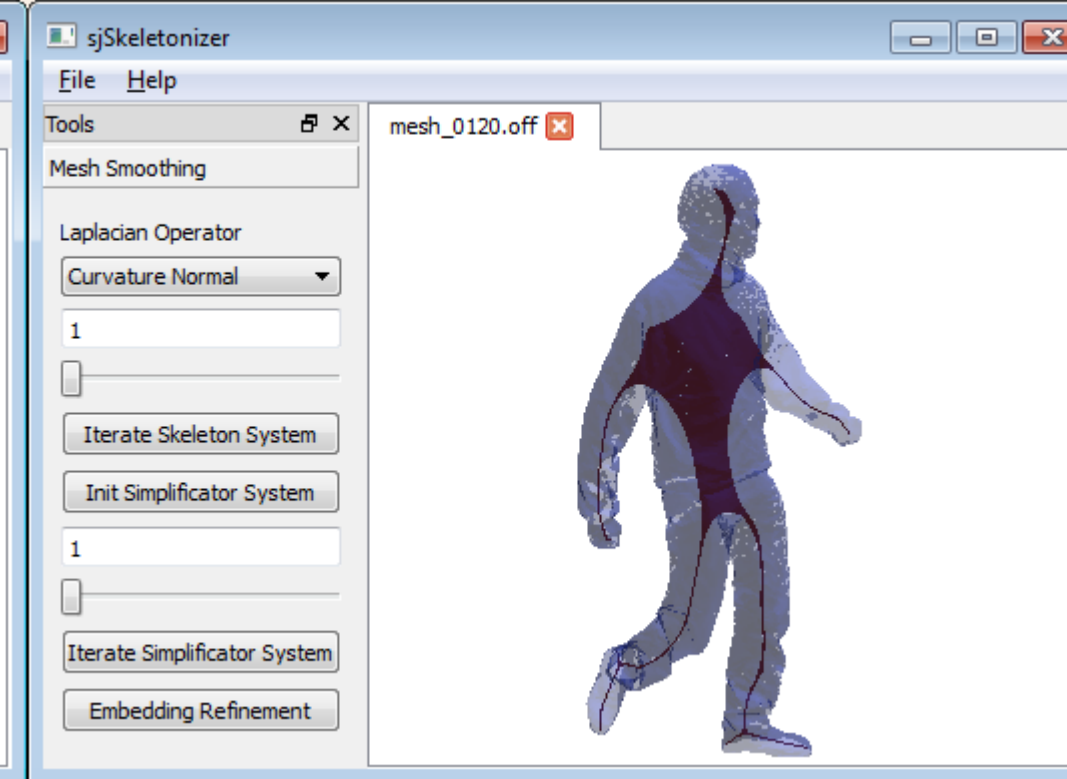 sjSkeletonizer
File Help
Tools
mesh_0120.off
Mesh Smoothing
Laplacian Operator
Curvature Normal
1
Iterate Skeleton System
Init Simplificator System
1
Iterate Simplificator System
Embedding Refinement